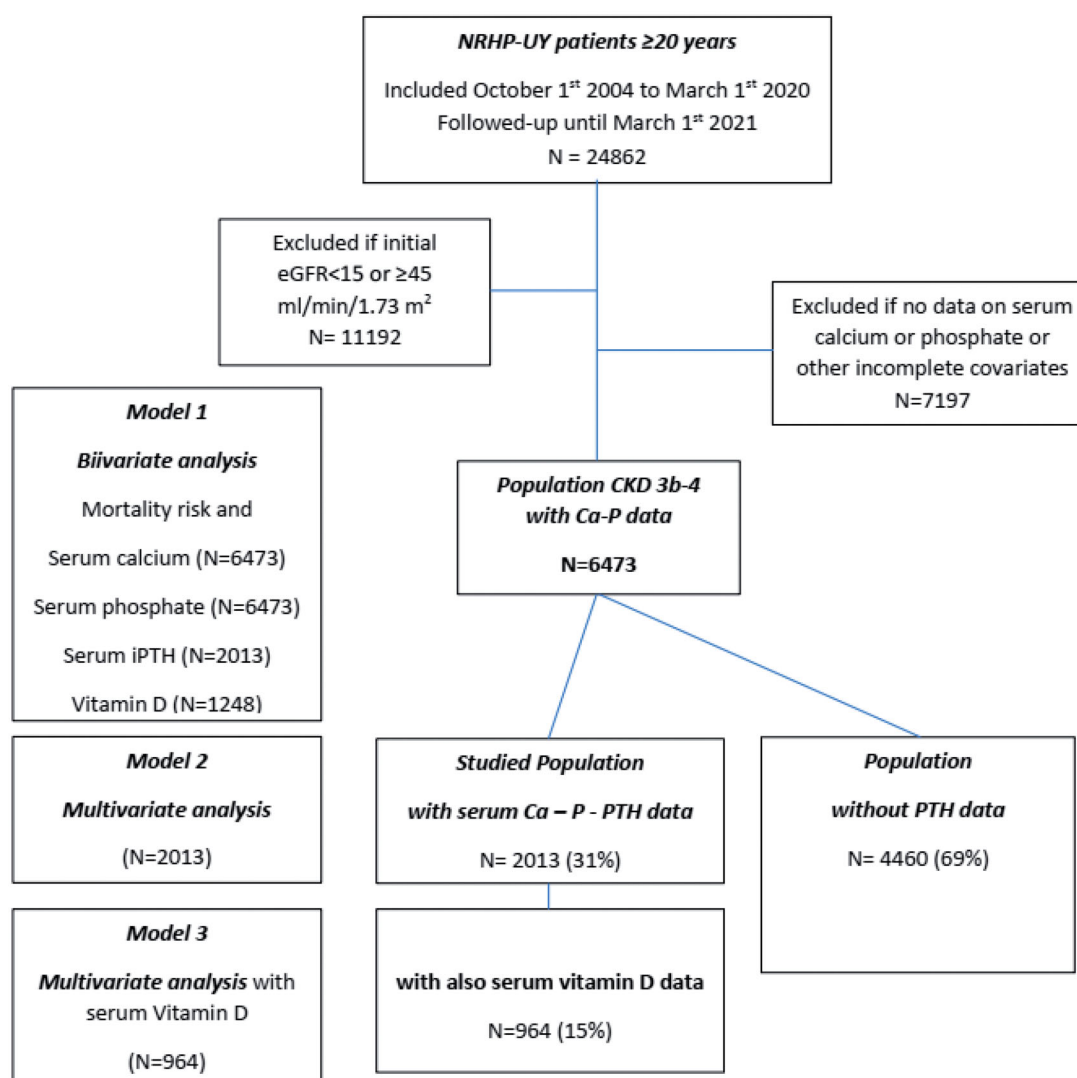 NRHP-UY patients ≥20 years
Included October 1st 2004 to March 1st 2020
Followed-up until March 1st 2021
N = 24862
Excluded if initial
eGFR<15 or ≥45
ml/min/1.73 m²
N= 11192
Excluded if no data on serum
calcium or phosphate or
other incomplete covariates
N=7197
Model 1
Biivariate analysis
Mortality risk and
Serum calcium (N=6473)
Serum phosphate (N=6473)
Serum iPTH (N=2013)
Vitamin D (N=1248)
Population CKD 3b-4
with Ca-P data
N=6473
Model 2
Multivariate analysis
(N=2013)
Studied Population
with serum Ca – P - PTH data
N= 2013 (31%)
Population
without PTH data
N= 4460 (69%)
Model 3
Multivariate analysis with
serum Vitamin D
(N=964)
with also serum vitamin D data
N=964 (15%)